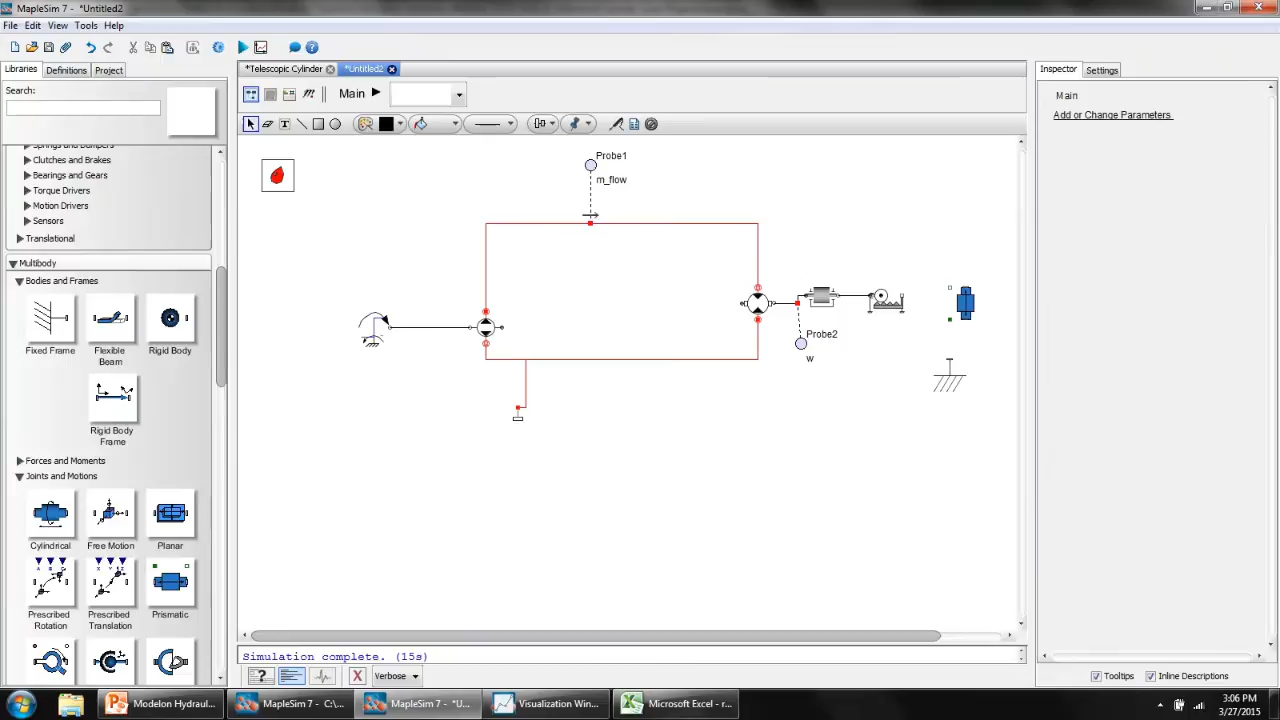 MapleSim 7 - *Untitled2
File Edit View Tools Help
Libraries Definitions Project
Search:
Springs and Dampers
Clutches and Brakes
Bearings and Gears
Torque Drivers
Motion Drivers
Sensors
Translational
Multibody
Bodies and Frames
Fixed Frame
Flexible Beam
Rigid Body
Rigid Body Frame
Forces and Moments
Joints and Motions
Cylindrical
Free Motion
Planar
Prescribed Rotation
Prescribed Translation
Prismatic
*Telescopic Cylinder *Untitled2
Main
Probe1
m_flow
Probe2
w
Simulation complete. (15s)
Verbose
Inspector Settings
Main
Add or Change Parameters
Tooltips Inline Descriptions
Modelon Hydraul...
MapleSim 7 - C:\...
MapleSim 7 - *U...
Visualization Win...
Microsoft Excel - r...
3:06 PM
3/27/2015